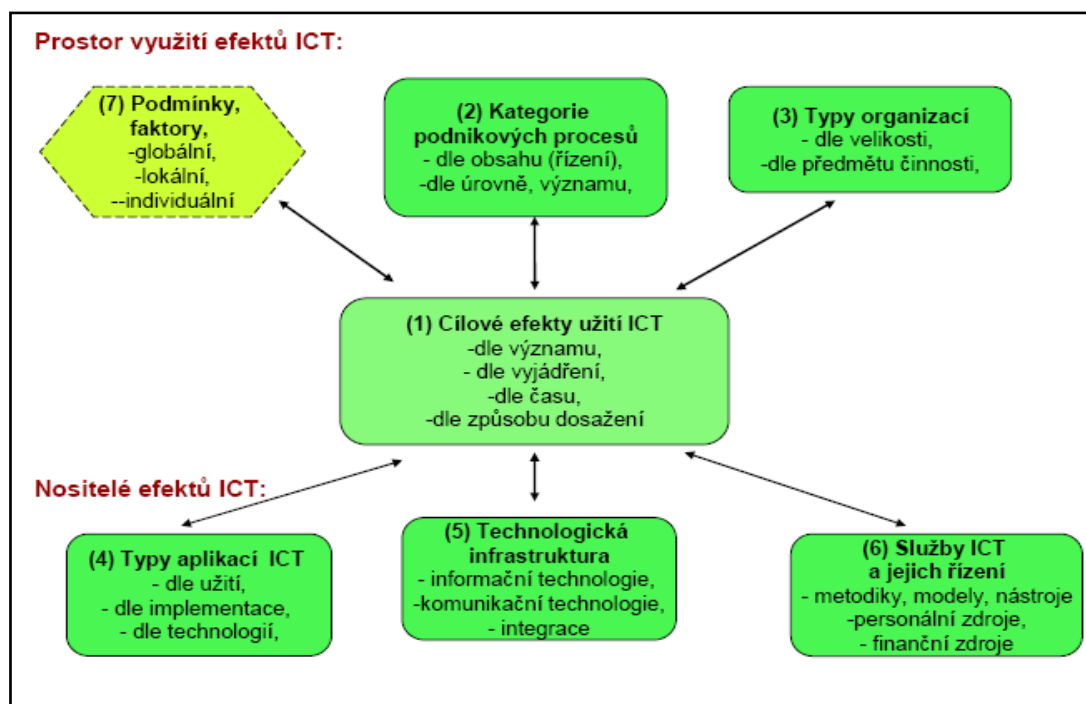 Prostor využití efektů ICT:
(7) Podmínky,
faktory,
-globální,
-lokální,
--individuální
(2) Kategorie
podnikových procesů
- dle obsahu (řízení),
-dle úrovně, významu,
(3) Typy organizací
- dle velikosti,
-dle předmětu činnosti,
(1) Cílové efekty užití ICT
-dle významu,
- dle vyjádření,
-dle času,
-dle způsobu dosažení
Nositelé efektů ICT:
(4) Typy aplikací ICT
- dle užití,
- dle implementace,
- dle technologií,
(5) Technologická
infrastruktura
- informační technologie,
-komunikační technologie,
- integrace
(6) Služby ICT
a jejich řízení
- metodiky, modely, nástroje
-personální zdroje,
- finanční zdroje